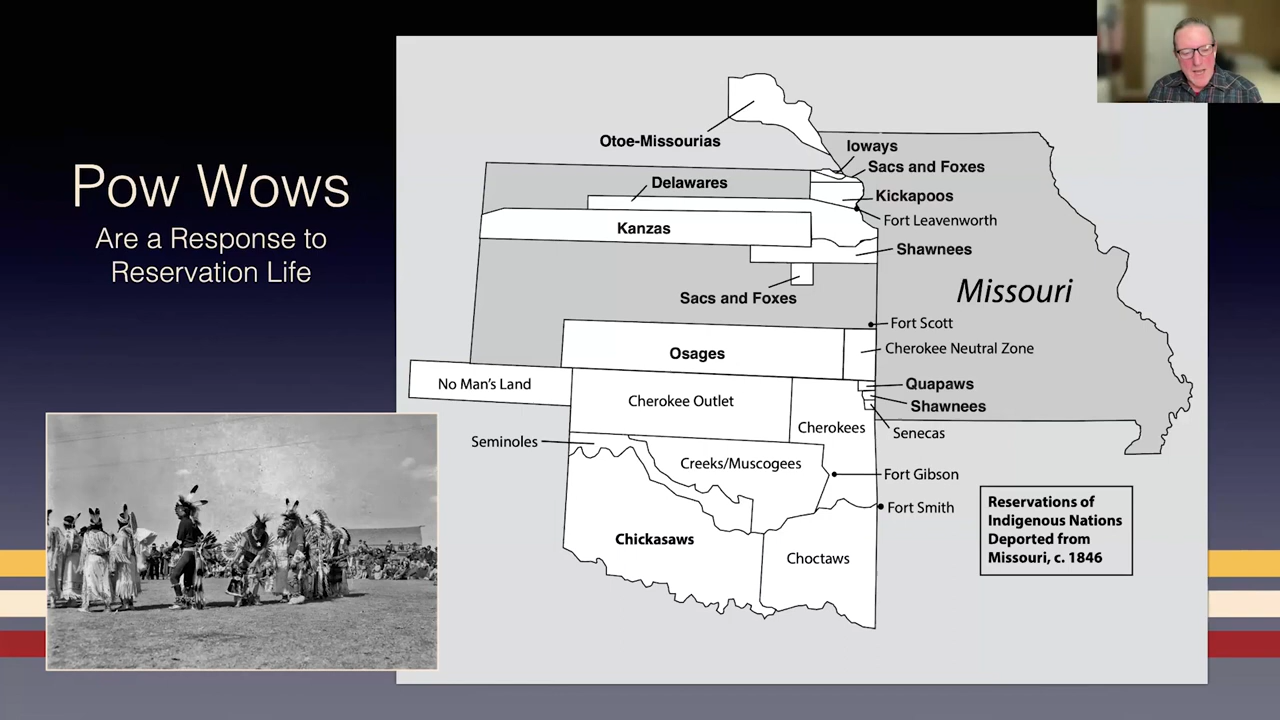 Pow Wows
Are a Response to
Reservation Life
Otoe-Missourias
Ioways
Sacs and Foxes
Delawares
Kickapoos
Fort Leavenworth
Kanzas
Shawnees
Sacs and Foxes
Missouri
Fort Scott
Osages
Cherokee Neutral Zone
No Man's Land
Cherokee Outlet
Quapaws
Shawnees
Cherokees
Senecas
Seminoles
Creeks/Muscogees
Fort Gibson
Fort Smith
Chickasaws
Choctaws
Reservations of
Indigenous Nations
Deported from
Missouri, c. 1846